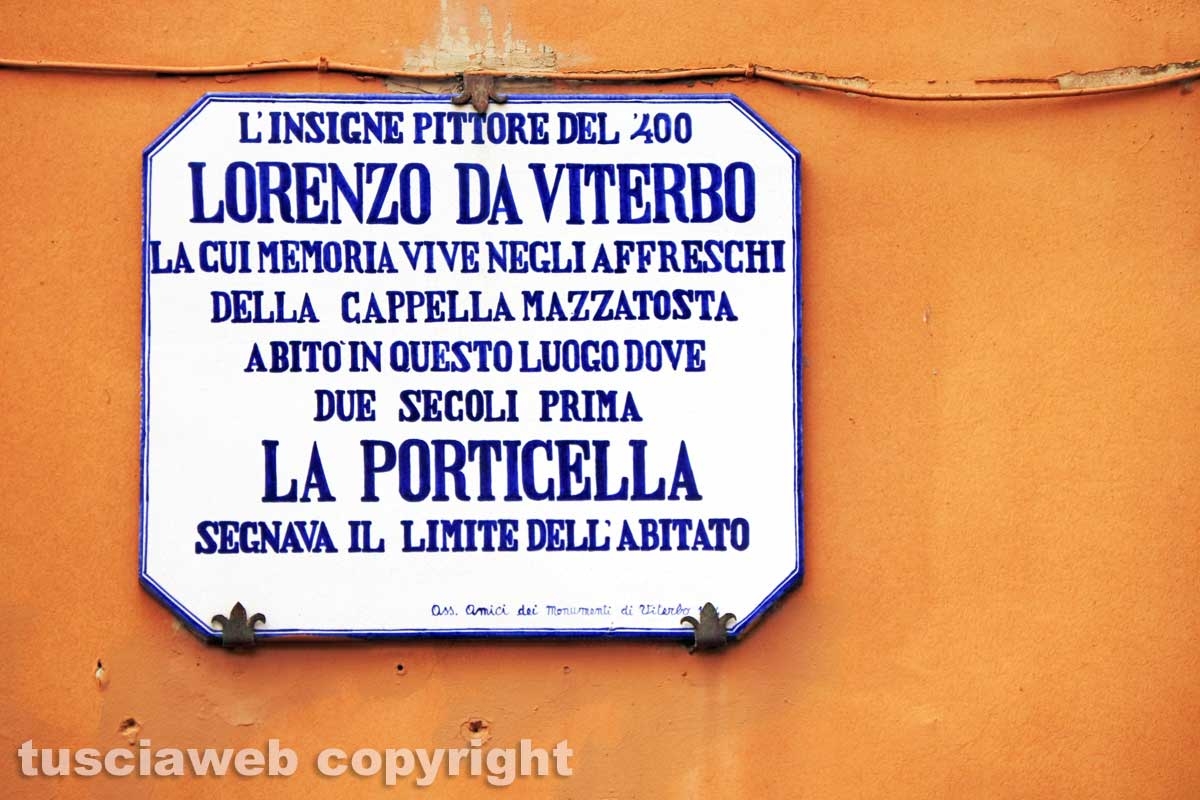 L'INSIGNE PITTORE DEL '400
LORENZO DA VITERBO
LA CUI MEMORIA VIVE NEGLI AFFRESCHI
DELLA CAPPELLA MAZZATOSTA
ABITO' IN QUESTO LUOGO DOVE
DUE SECOLI PRIMA
LA PORTICELLA
SEGNAVA IL LIMITE DELL'ABITATO
Ass. Amici dei Monumenti di Viterbo
tusciaweb copyright